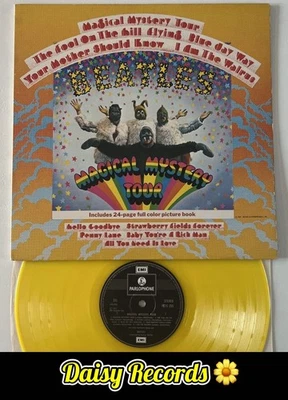 Magical Mystery Tour
The Fool On The Hill Flying Blue Jay Way
Your Mother Should Know I Am The Walrus
BEATLES
MAGICAL MYSTERY
TOUR
Includes 24-page full color picture book
Hello Goodbye Strawberry Fields Forever
Penny Lane Baby You're A Rich Man
All You Need Is Love
EMI
PARLOPHONE
EMI
Daisy Records 🌼